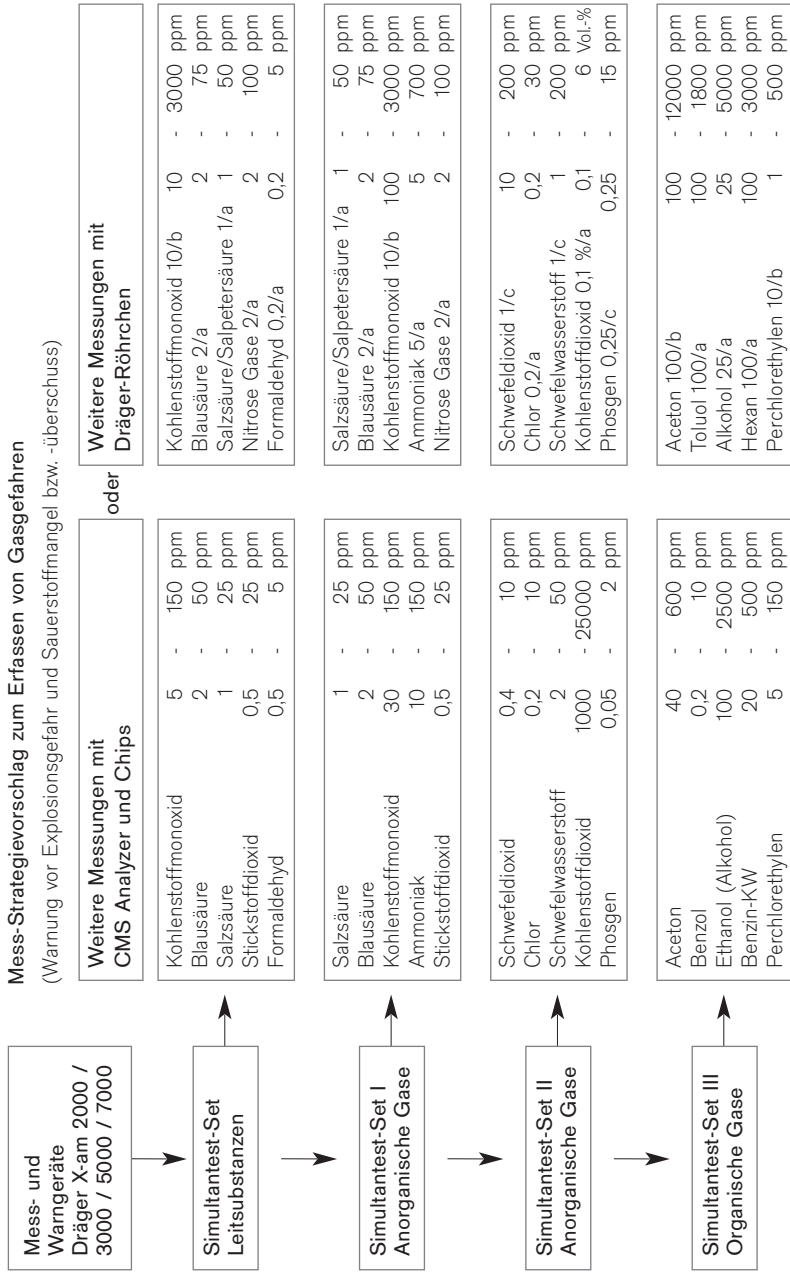 Mess-Strategievorschlag zum Erfassen von Gasgefahren
(Warnung vor Explosionsgefahr und Sauerstoffmangel bzw. -überschuss)
Mess- und
Warngeräte
Dräger X-am 2000 /
3000 / 5000 / 7000
Weitere Messungen mit
CMS Analyzer und Chips
oder
Weitere Messungen mit
Dräger-Röhrchen
Simultantest-Set
Leitsubstanzen
Kohlenstoffmonoxid 5 - 150 ppm
Blausäure 2 - 50 ppm
Salzsäure 1 - 25 ppm
Stickstoffdioxid 0,5 - 25 ppm
Formaldehyd 0,5 - 5 ppm
Kohlenstoffmonoxid 10/b 10 - 3000 ppm
Blausäure 2/a 2 - 75 ppm
Salzsäure/Salpetersäure 1/a 1 - 50 ppm
Nitrose Gase 2/a 2 - 100 ppm
Formaldehyd 0,2/a 0,2 - 5 ppm
Simultantest-Set I
Anorganische Gase
Salzsäure 1 - 25 ppm
Blausäure 2 - 50 ppm
Kohlenstoffmonoxid 30 - 150 ppm
Ammoniak 10 - 150 ppm
Stickstoffdioxid 0,5 - 25 ppm
Salzsäure/Salpetersäure 1/a 1 - 50 ppm
Blausäure 2/a 2 - 75 ppm
Kohlenstoffmonoxid 10/b 100 - 3000 ppm
Ammoniak 5/a 5 - 700 ppm
Nitrose Gase 2/a 2 - 100 ppm
Simultantest-Set II
Anorganische Gase
Schwefeldioxid 0,4 - 10 ppm
Chlor 0,2 - 10 ppm
Schwefelwasserstoff 2 - 50 ppm
Kohlenstoffdioxid 1000 - 25000 ppm
Phosgen 0,05 - 2 ppm
Schwefeldioxid 1/c 10 - 200 ppm
Chlor 0,2/a 0,2 - 30 ppm
Schwefelwasserstoff 1/c 1 - 200 ppm
Kohlenstoffdioxid 0,1 %/a 0,1 - 6 Vol.-%
Phosgen 0,25/c 0,25 - 15 ppm
Simultantest-Set III
Organische Gase
Aceton 40 - 600 ppm
Benzol 0,2 - 10 ppm
Ethanol (Alkohol) 100 - 2500 ppm
Benzin-KW 20 - 500 ppm
Perchlorethylen 5 - 150 ppm
Aceton 100/b 100 - 12000 ppm
Toluol 100/a 100 - 1800 ppm
Alkohol 25/a 25 - 5000 ppm
Hexan 100/a 100 - 3000 ppm
Perchlorethylen 10/b 1 - 500 ppm